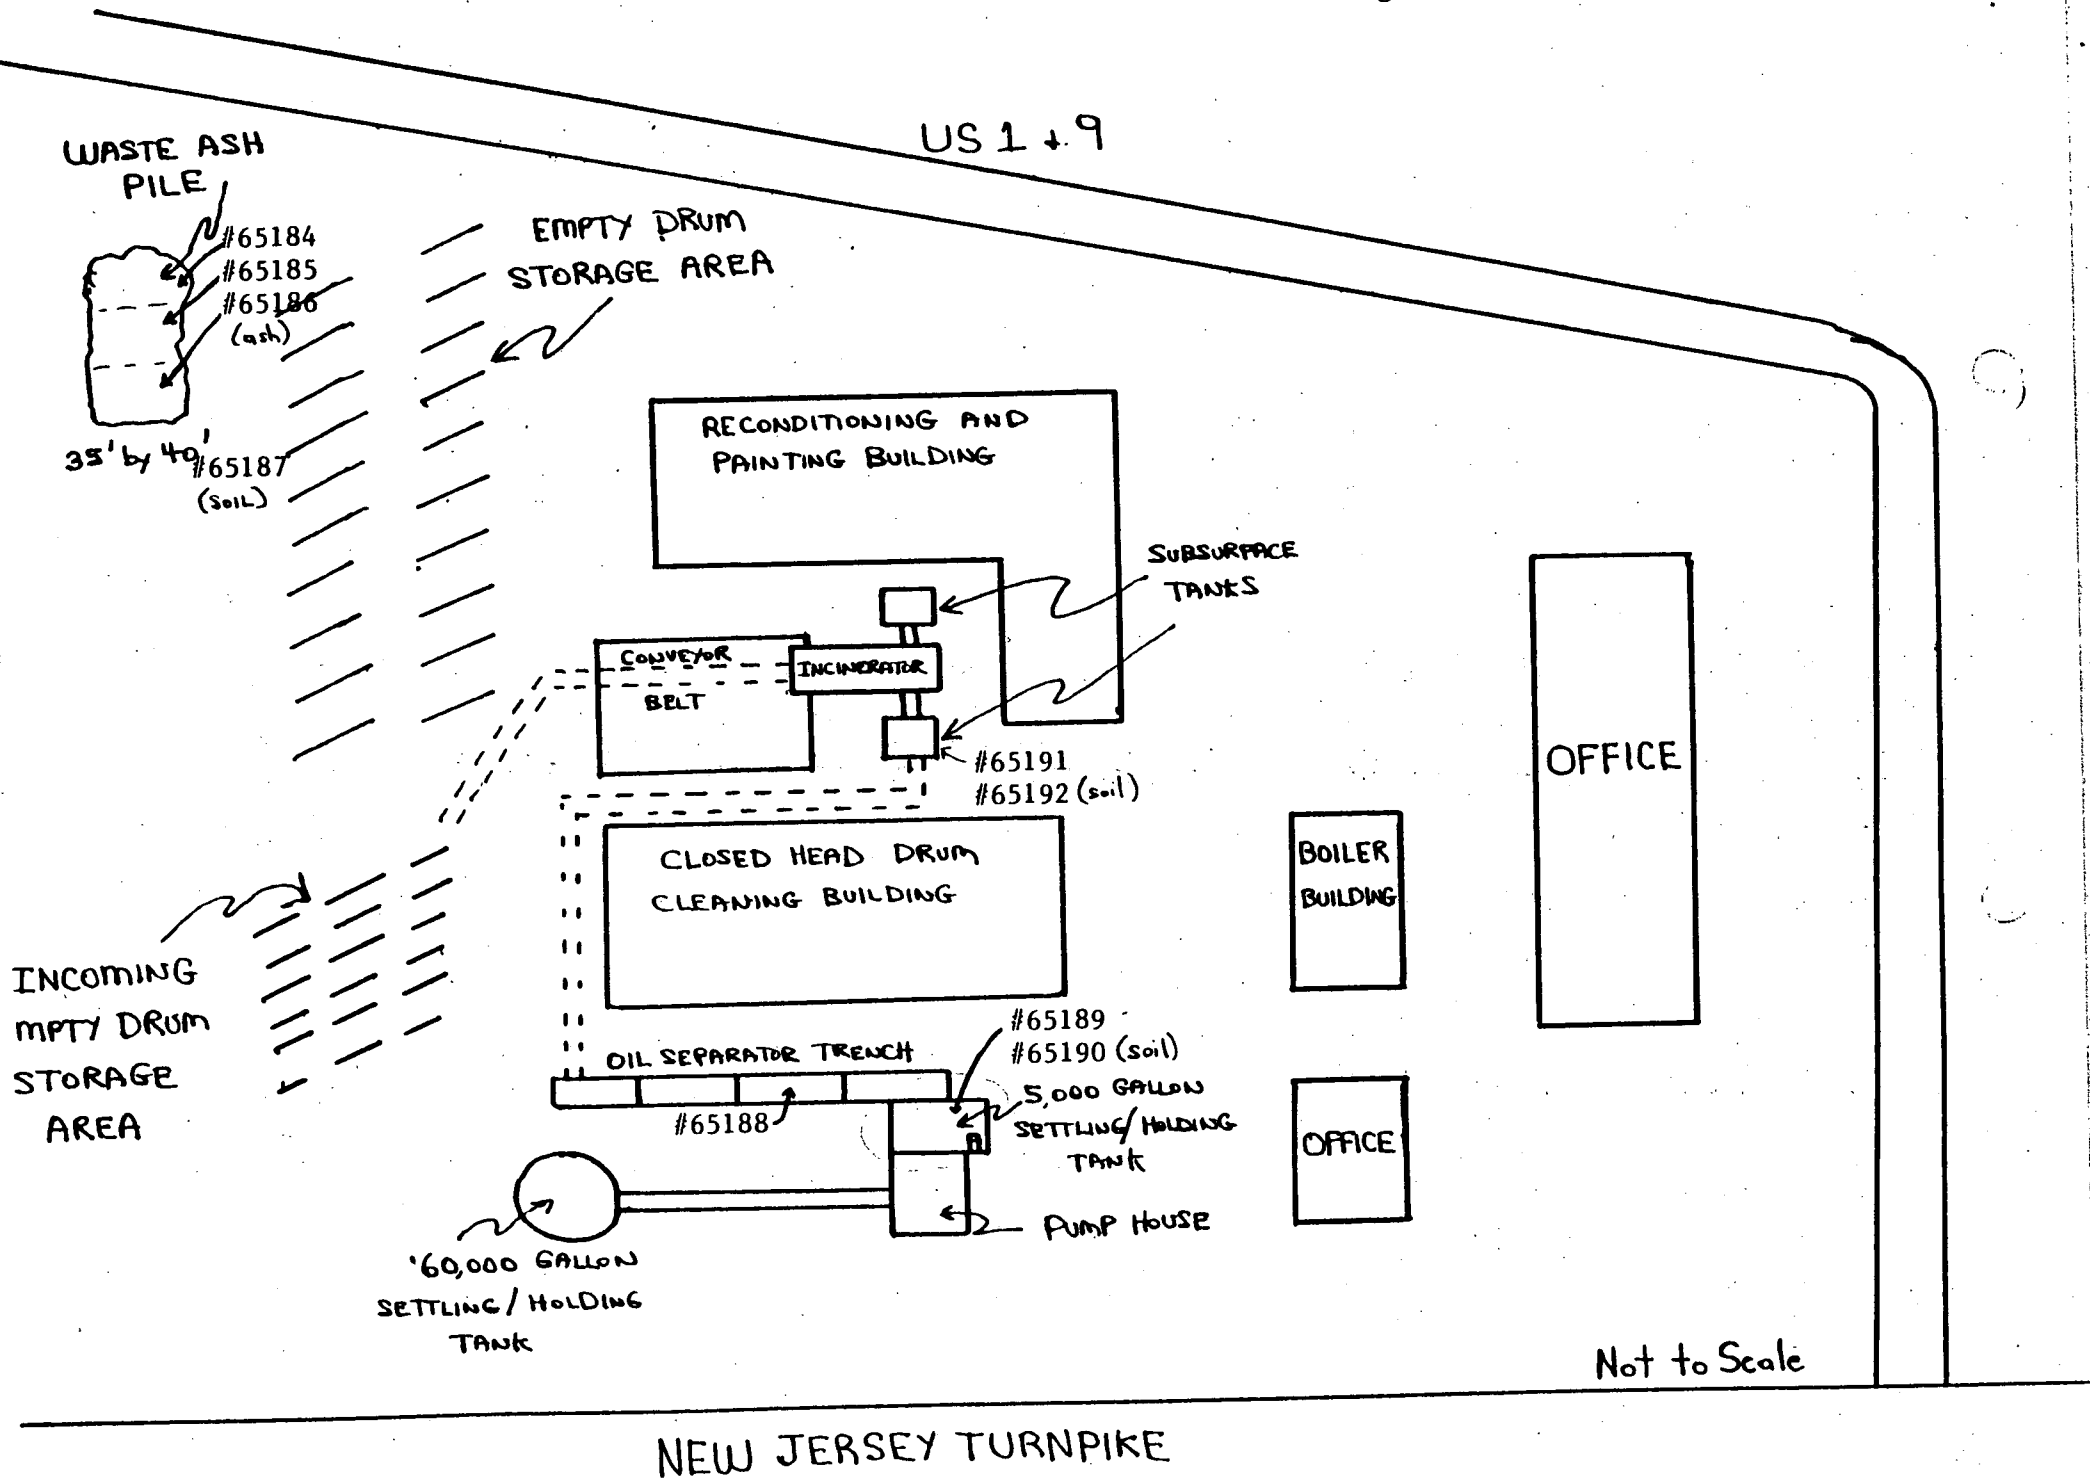 US 1 + 9
WASTE ASH
PILE
#65184
#65185
#65186
(ash)
35' by 40'
#65187
(SOIL)
EMPTY DRUM
STORAGE AREA
RECONDITIONING AND
PAINTING BUILDING
SUBSURFACE
TANKS
CONVEYOR
BELT
INCINERATOR
#65191
#65192 (soil)
OFFICE
CLOSED HEAD DRUM
CLEANING BUILDING
BOILER
BUILDING
INCOMING
MPTY DRUM
STORAGE
AREA
#65189
#65190 (soil)
OIL SEPARATOR TRENCH
#65188
5,000 GALLON
SETTLING/HOLDING
TANK
OFFICE
PUMP HOUSE
60,000 GALLON
SETTLING/HOLDING
TANK
Not to Scale
NEW JERSEY TURNPIKE